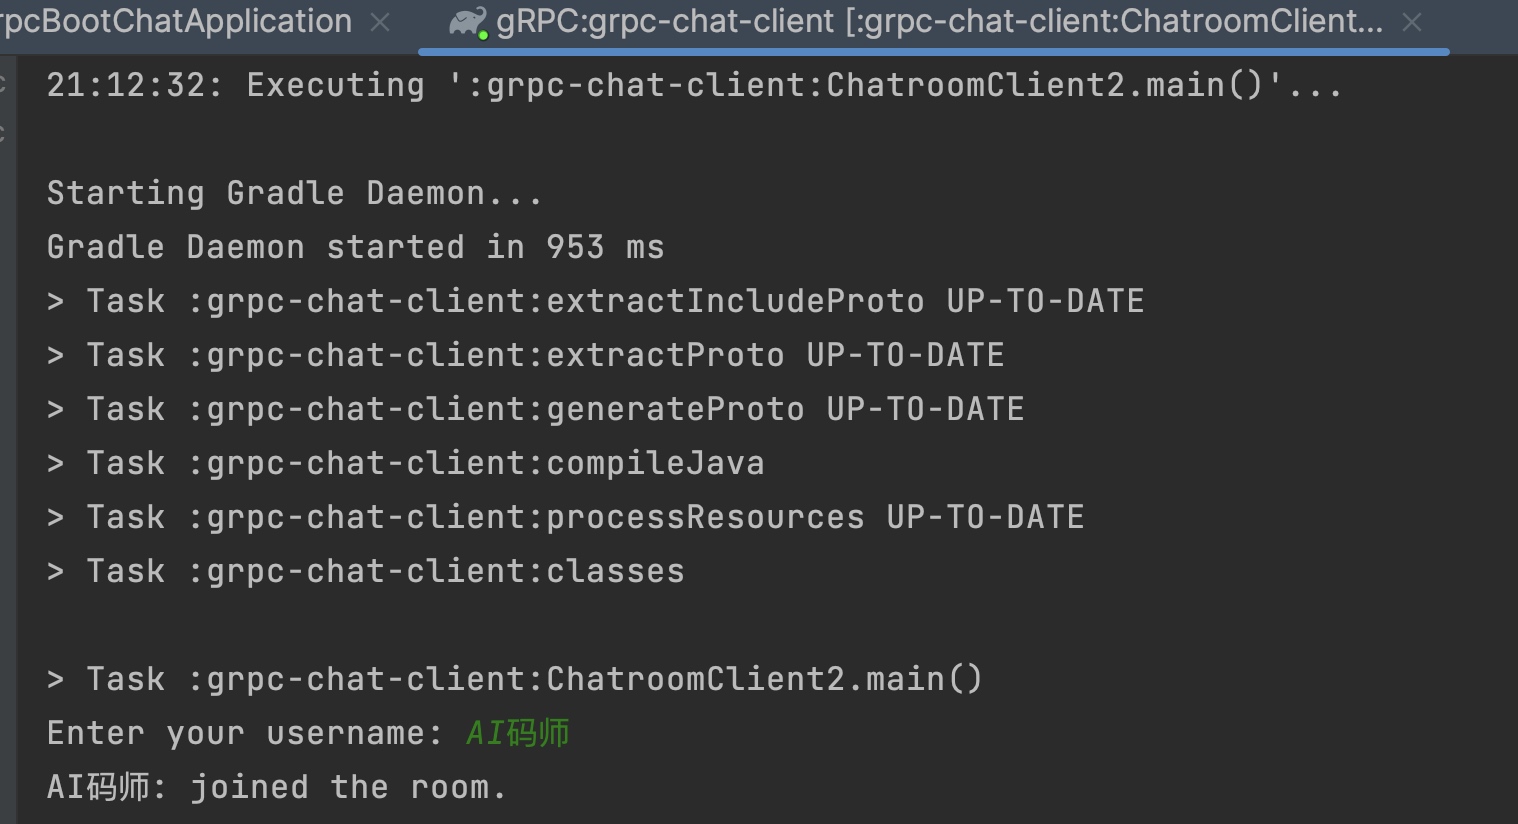 rpcBootChatApplication
gRPC:grpc-chat-client [:grpc-chat-client:ChatroomClient...
21:12:32: Executing ':grpc-chat-client:ChatroomClient2.main()'...
Starting Gradle Daemon...
Gradle Daemon started in 953 ms
> Task :grpc-chat-client:extractIncludeProto UP-TO-DATE
> Task :grpc-chat-client:extractProto UP-TO-DATE
> Task :grpc-chat-client:generateProto UP-TO-DATE
> Task :grpc-chat-client:compileJava
> Task :grpc-chat-client:processResources UP-TO-DATE
> Task :grpc-chat-client:classes
> Task :grpc-chat-client:ChatroomClient2.main()
Enter your username: AI码师
AI码师: joined the room.